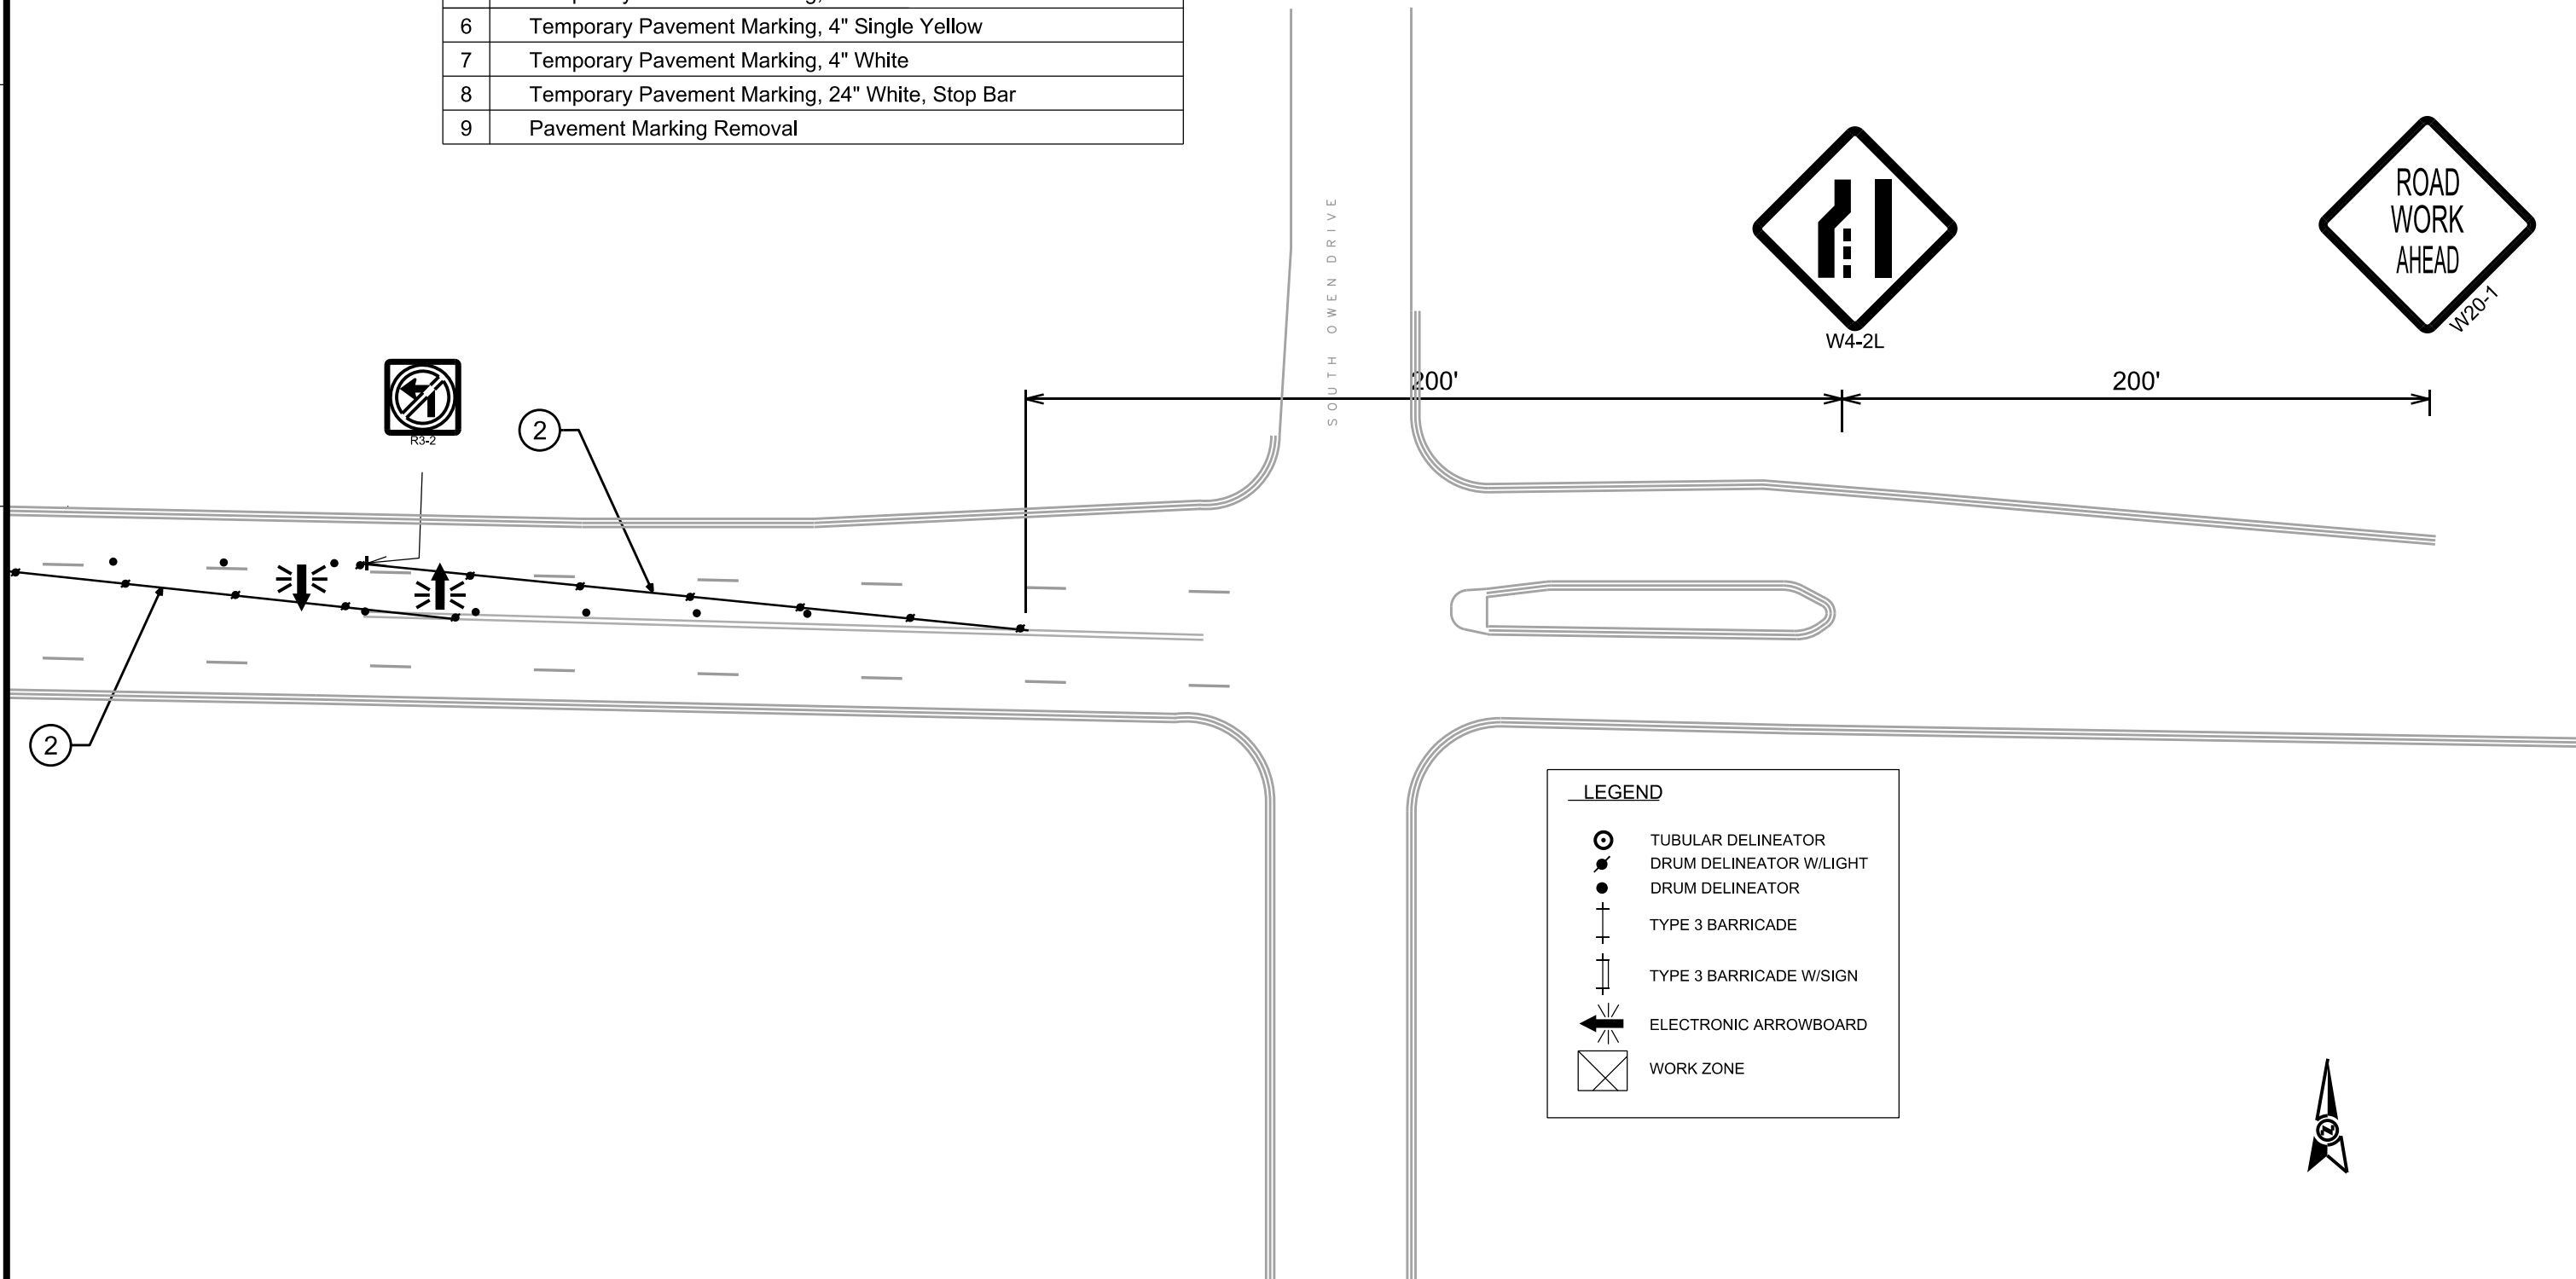 6 Temporary Pavement Marking, 4" Single Yellow
7 Temporary Pavement Marking, 4" White
8 Temporary Pavement Marking, 24" White, Stop Bar
9 Pavement Marking Removal
SOUTH OWEN DRIVE
W4-2L
ROAD
WORK
AHEAD
W20-1
R3-2
2
200'
200'
2
LEGEND
TUBULAR DELINEATOR
DRUM DELINEATOR W/LIGHT
DRUM DELINEATOR
TYPE 3 BARRICADE
TYPE 3 BARRICADE W/SIGN
ELECTRONIC ARROWBOARD
WORK ZONE
Z